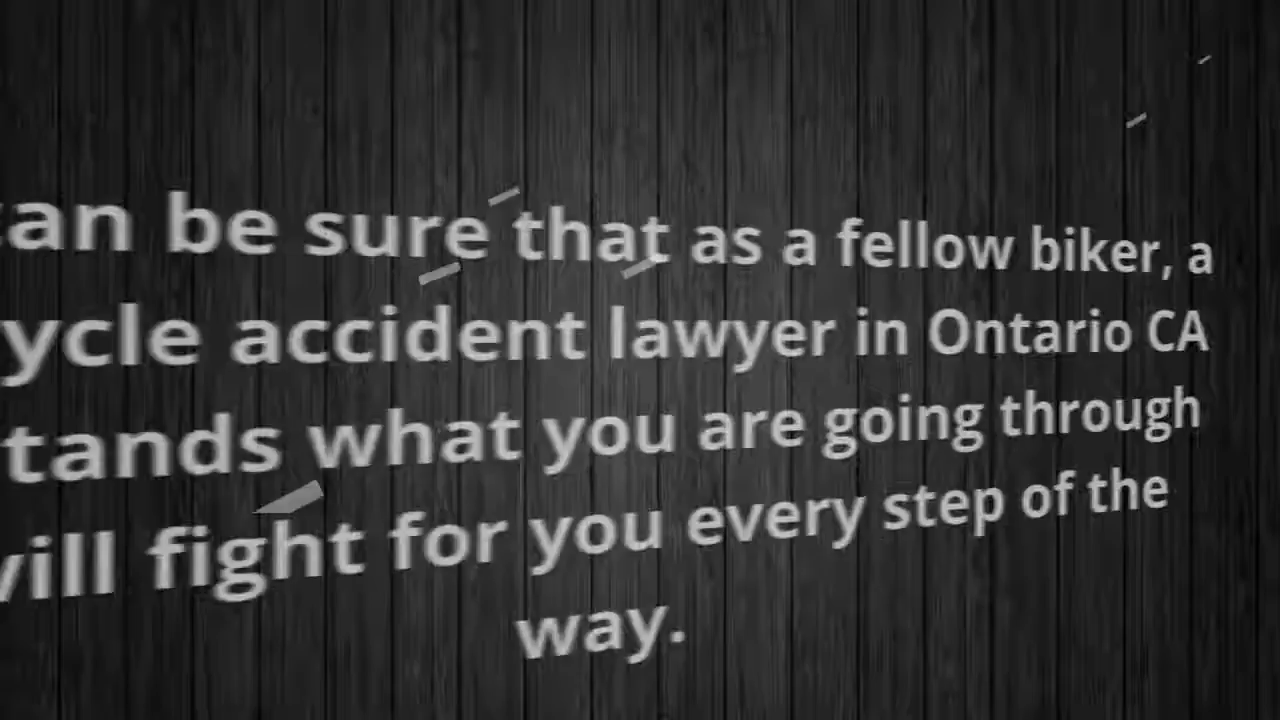 can be sure that as a fellow biker, a
ycle accident lawyer in Ontario CA
tands what you are going through
will fight for you every step of the
way.